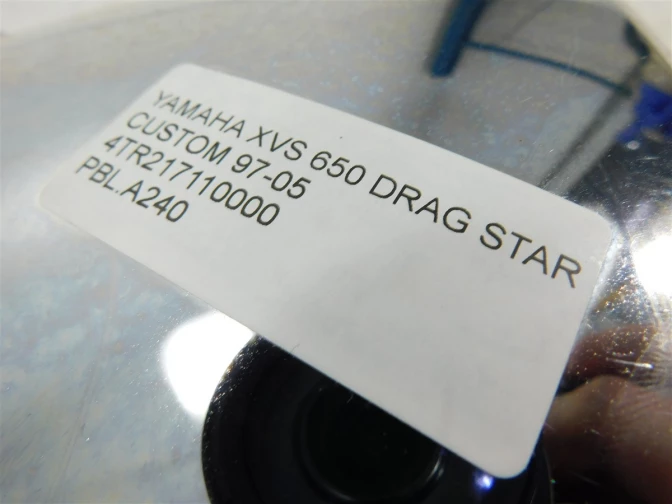 YAMAHA XVS 650 DRAG STAR
CUSTOM 97-05
4TR217110000
PBL.A240